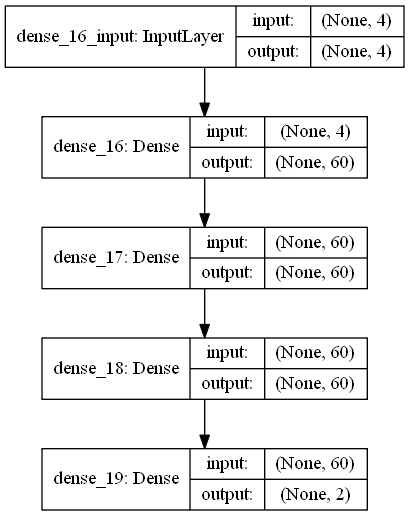 dense_16_input: InputLayer
input: (None, 4)
output: (None, 4)
dense_16: Dense
input: (None, 4)
output: (None, 60)
dense_17: Dense
input: (None, 60)
output: (None, 60)
dense_18: Dense
input: (None, 60)
output: (None, 60)
dense_19: Dense
input: (None, 60)
output: (None, 2)